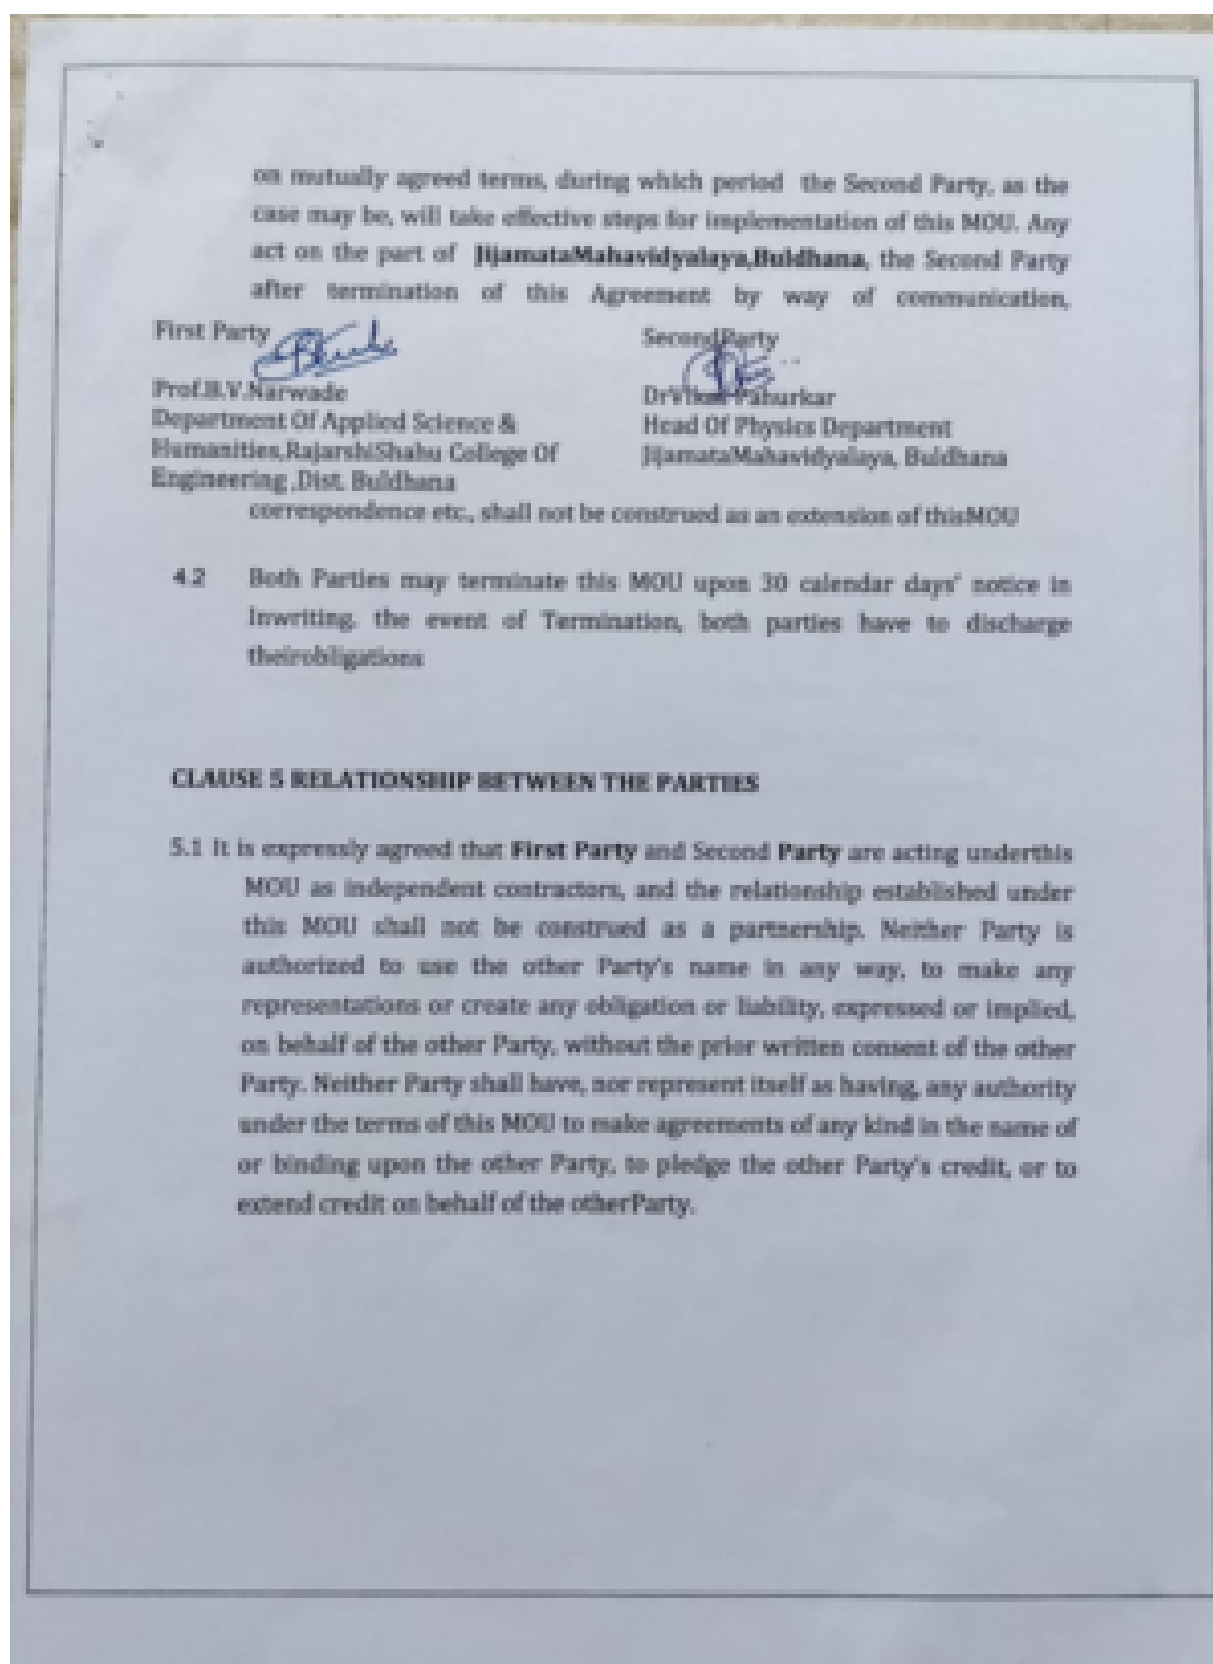 on mutually agreed terms, during which period the Second Party, as the
case may be, will take effective steps for implementation of this MOU. Any
act on the part of JijamataMahavidyalaya,Buldhana, the Second Party
after termination of this Agreement by way of communication,
First Party
SecondParty
Prof.B.V.Narwade
Department Of Applied Science &
Humanities,RajarshiShahu College Of
Engineering ,Dist. Buldhana
Pahurkar
Head Of Physics Department
JijamataMahavidyalaya, Buldhana
correspondence etc., shall not be construed as an extension of thisMOU
4.2 Both Parties may terminate this MOU upon 30 calendar days' notice in
Inwriting. the event of Termination, both parties have to discharge
theirobligations
CLAUSE 5 RELATIONSHIP BETWEEN THE PARTIES
5.1 It is expressly agreed that First Party and Second Party are acting underthis
MOU as independent contractors, and the relationship established under
this MOU shall not be construed as a partnership. Neither Party is
authorized to use the other Party's name in any way, to make any
representations or create any obligation or liability, expressed or implied,
on behalf of the other Party, without the prior written consent of the other
Party. Neither Party shall have, nor represent itself as having, any authority
under the terms of this MOU to make agreements of any kind in the name of
or binding upon the other Party, to pledge the other Party's credit, or to
extend credit on behalf of the otherParty.